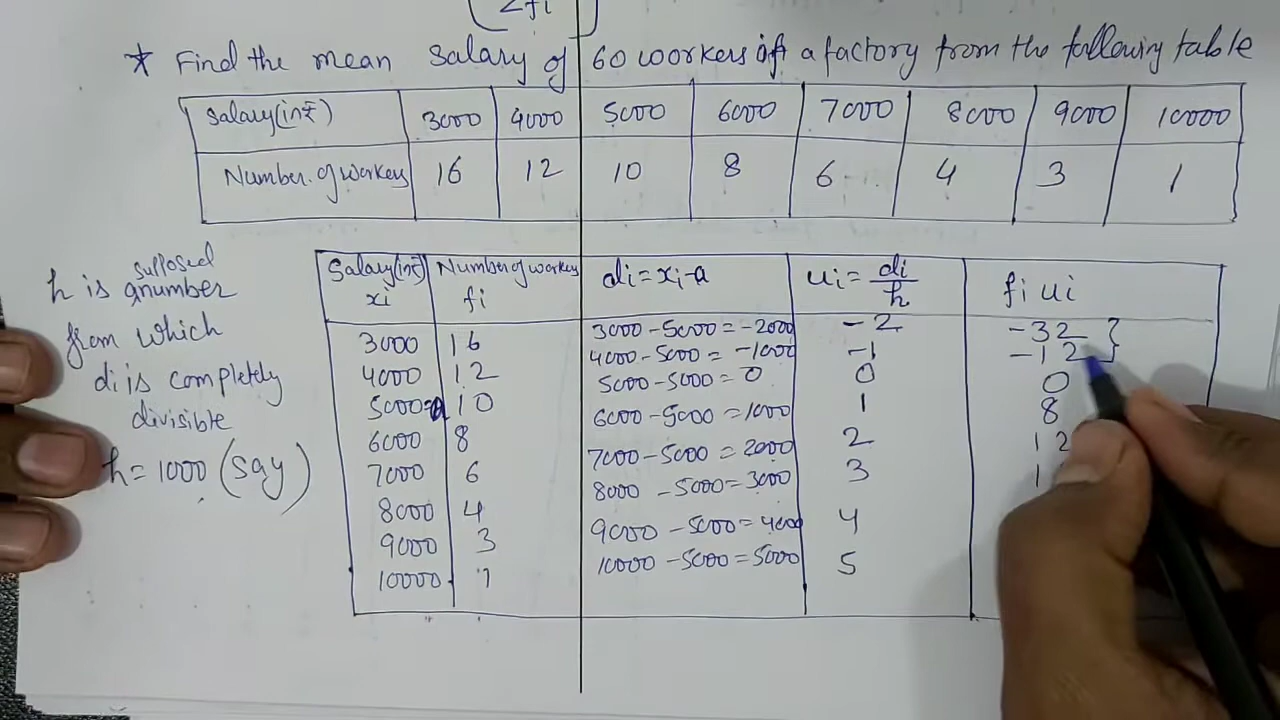 Σfi
* Find the mean salary of 60 workers of a factory from the following table
Salary(in₹) 3000 4000 5000 6000 7000 8000 9000 10000
Number of workers 16 12 10 8 6 4 3 1
h is supposed
a number
from which
di is completely
divisible
h=1000 (say)
Salary(in₹) xi Number of workers fi di=xi-a ui=di/h fiui
3000 16 3000-5000=-2000 -2 -32
4000 12 4000-5000=-1000 -1 -12
5000=a 10 5000-5000=0 0 0
6000 8 6000-5000=1000 1 8
7000 6 7000-5000=2000 2 12
8000 4 8000-5000=3000 3 1
9000 3 9000-5000=4000 4
10000 1 10000-5000=5000 5